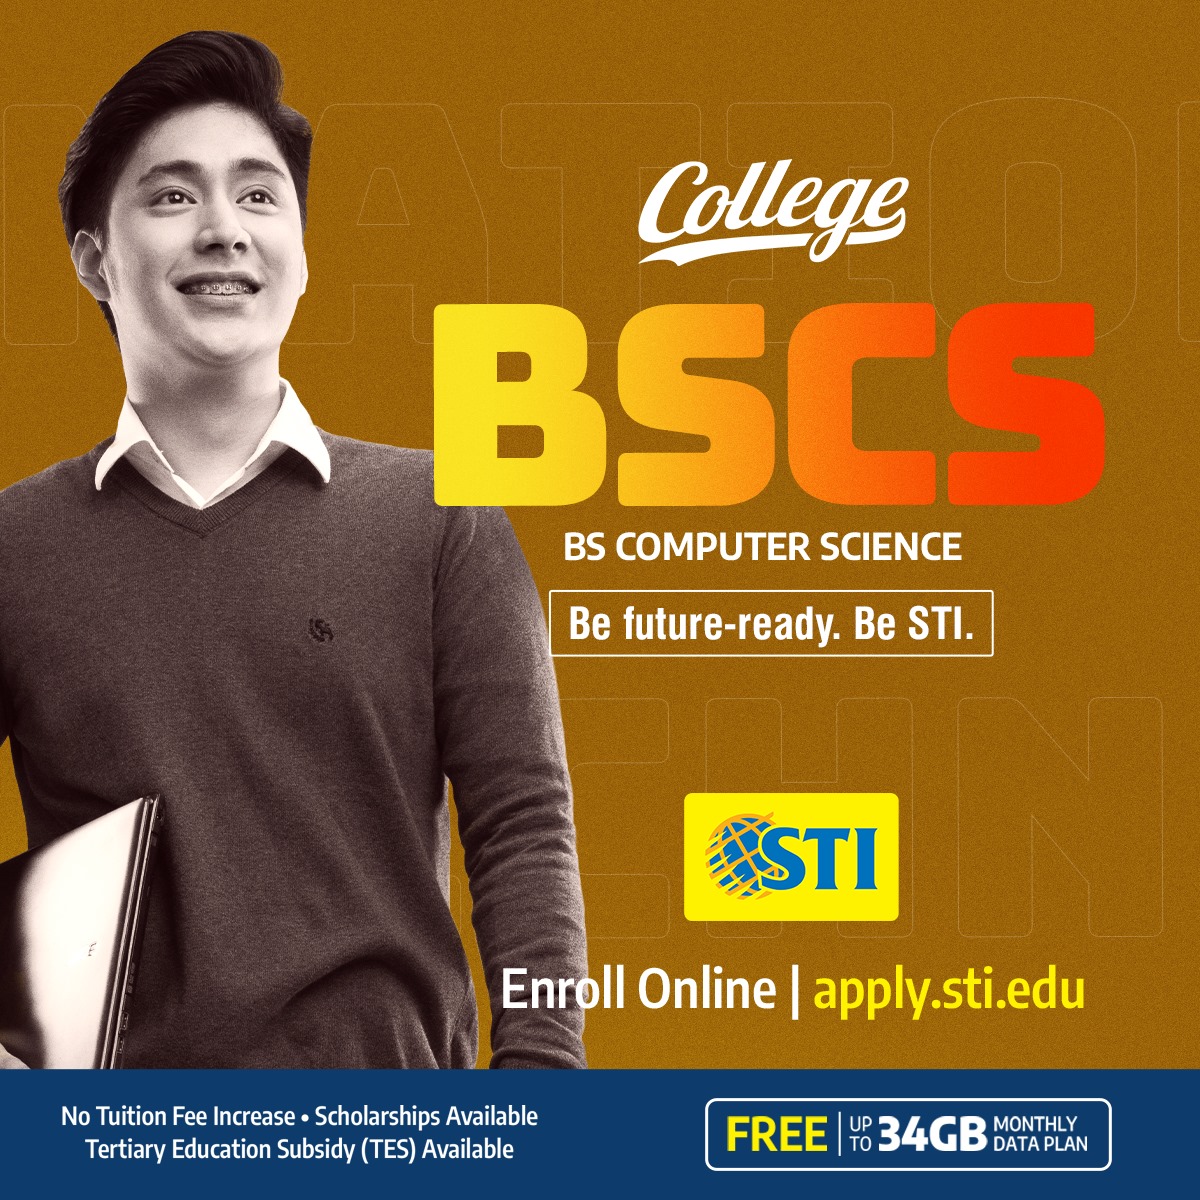 College
BSCS
BS COMPUTER SCIENCE
Be future-ready. Be STI.
STI
Enroll Online | apply.sti.edu
No Tuition Fee Increase • Scholarships Available
Tertiary Education Subsidy (TES) Available
FREE UP TO 34GB MONTHLY DATA PLAN